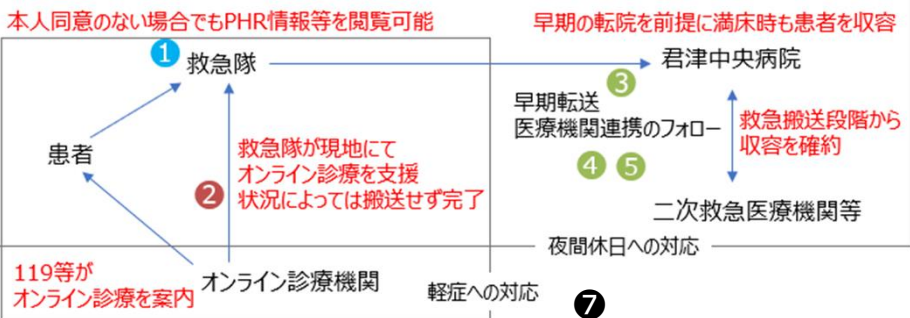 本人同意のない場合でもPHR情報等を閲覧可能
早期の転院を前提に満床時も患者を収容
1
救急隊
君津中央病院
3
早期転送
医療機関連携のフォロー
4 5
救急搬送段階から
収容を確約
患者
救急隊が現地にて
オンライン診療を支援
状況によっては搬送せず完了
2
二次救急医療機関等
夜間休日への対応
119等が
オンライン診療を案内
オンライン診療機関
軽症への対応
7